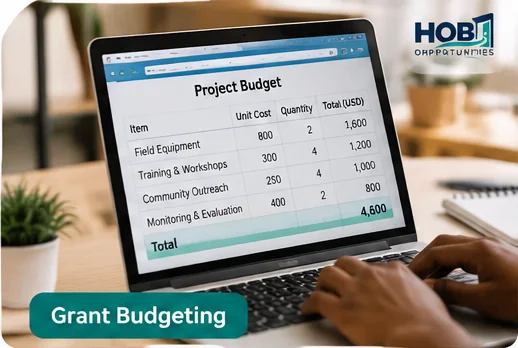 HOB
OPPORTUNITIES
Project Budget
Item Unit Cost Quantity Total (USD)
Field Equipment 800 2 1,600
Training & Workshops 300 4 1,200
Community Outreach 250 4 1,000
Monitoring & Evaluation 400 2 800
Total 4,600
Grant Budgeting